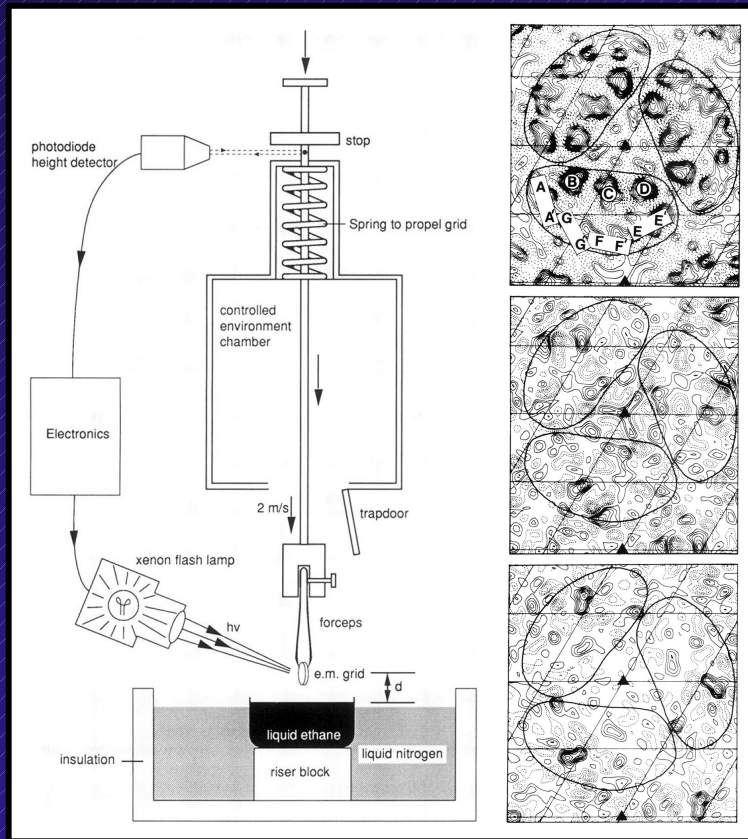 stop
photodiode
height detector
Spring to propel grid
controlled
environment
chamber
Electronics
2 m/s
trapdoor
xenon flash lamp
hν
forceps
e.m. grid
d
liquid ethane
liquid nitrogen
insulation
riser block
A
B
C
D
A'
G
G'
F
F'
E
E'